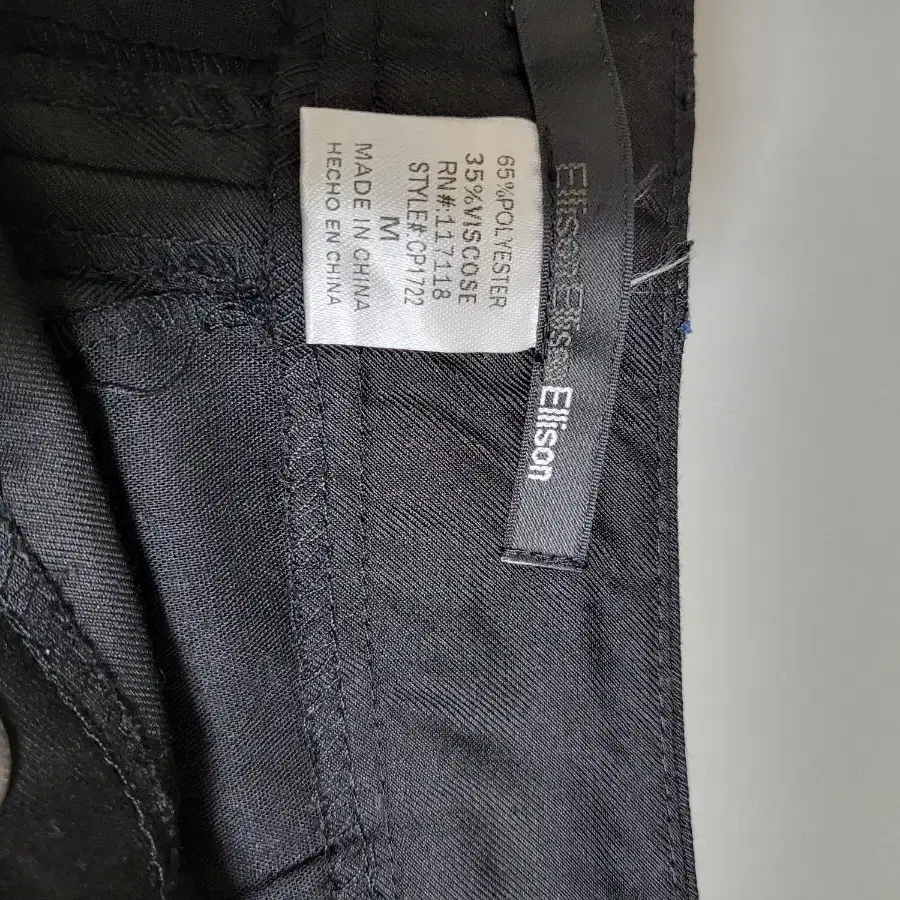 65%POLYESTER
35%VISCOSE
RN#:117118
STYLE#:CP1722
M
MADE IN CHINA
HECHO EN CHINA
Ellison Ellison Ellison